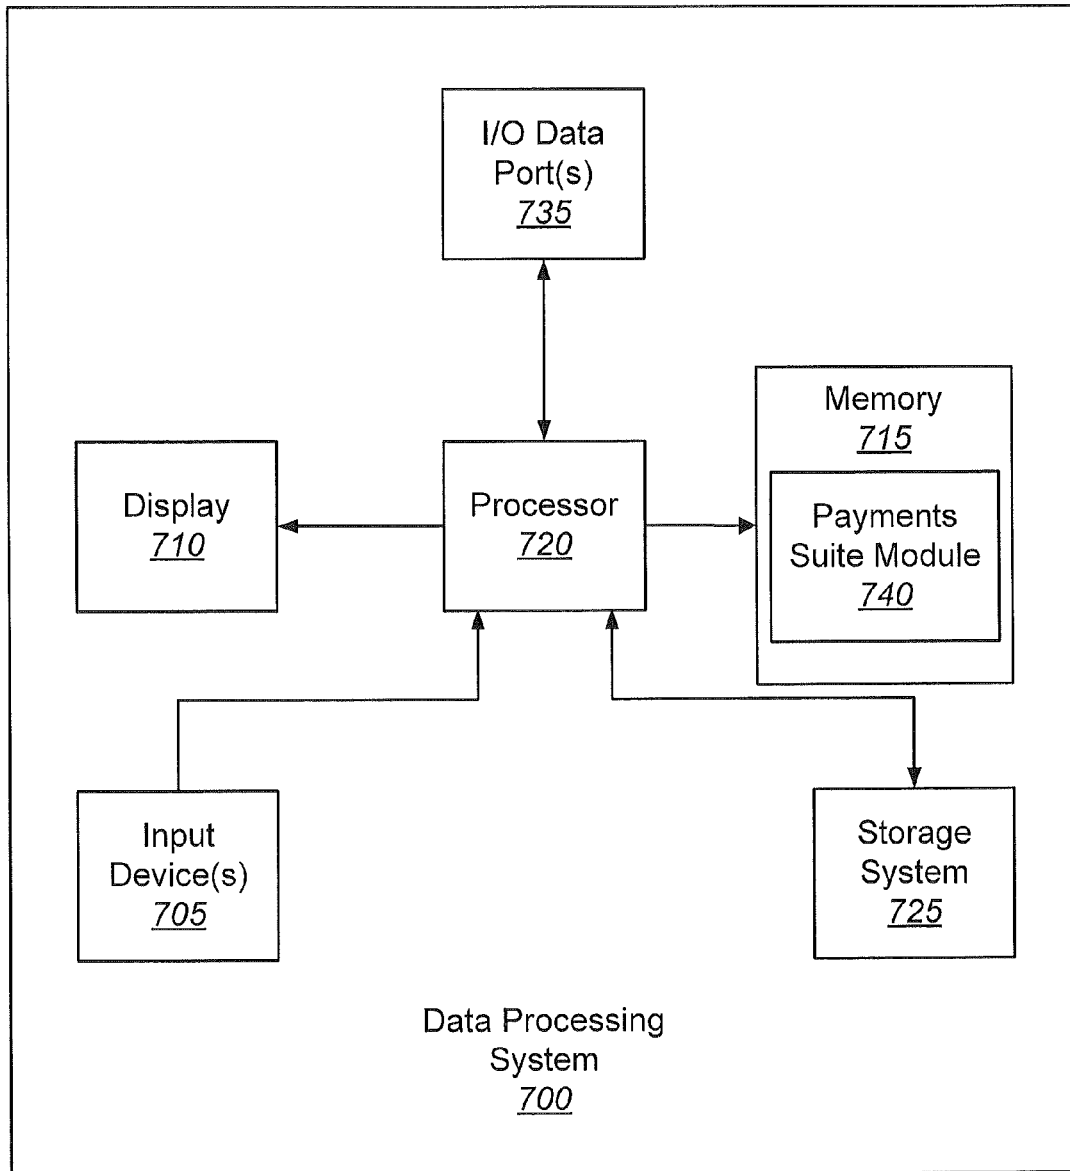 I/O Data
Port(s)
735
Memory
715
Display
710
Processor
720
Payments
Suite Module
740
Input
Device(s)
705
Storage
System
725
Data Processing
System
700